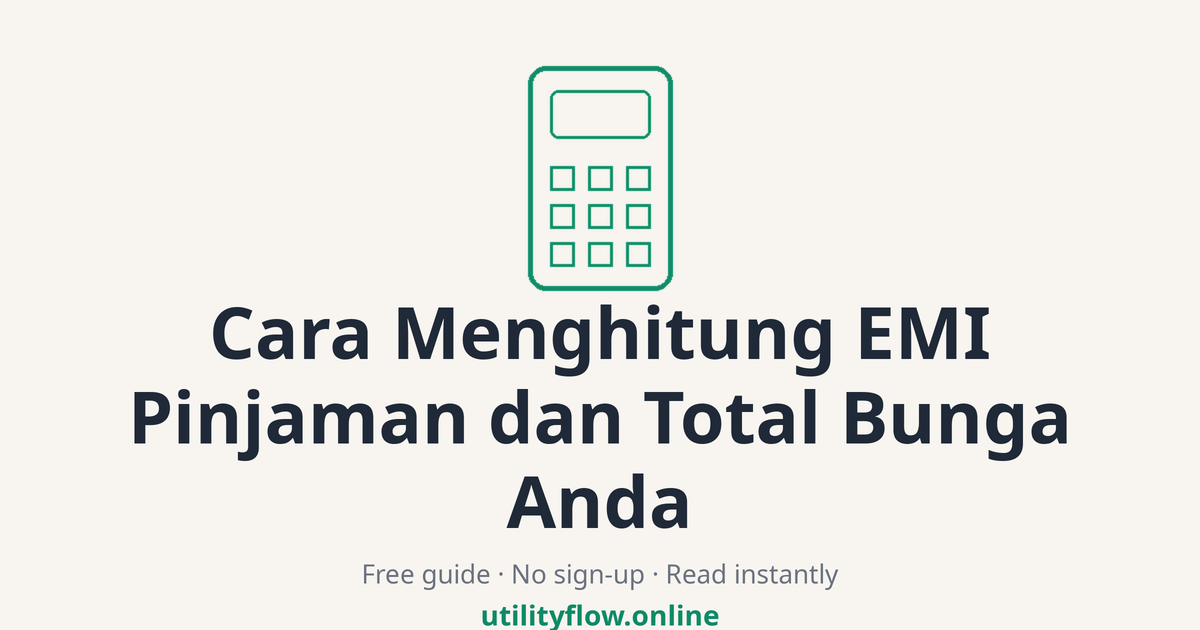 Cara Menghitung EMI
Pinjaman dan Total Bunga
Anda
Free guide · No sign-up · Read instantly
utilityflow.online